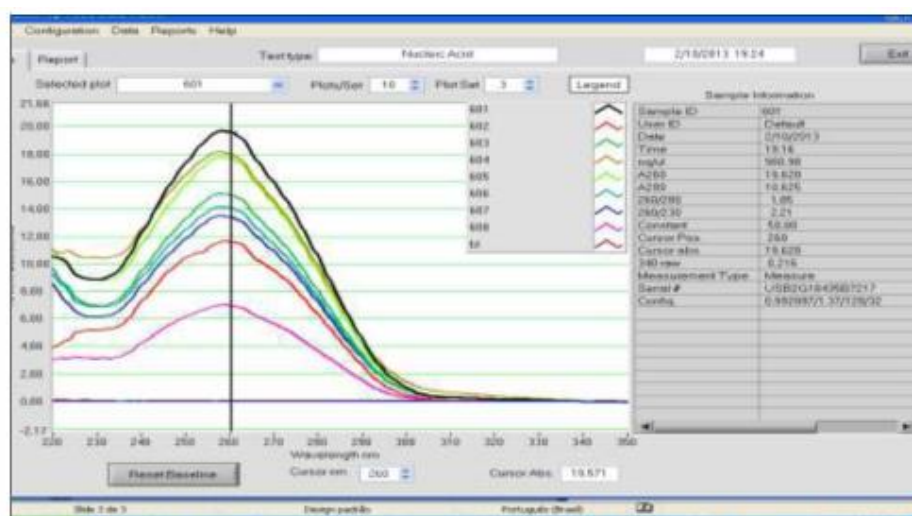 Configuration Data Reports Help
Report
Test type: Nucleic Acid
2/10/2013 19:24
Exit
Selected plot 601
Plots/Set 10
Plot Set 3
Legend
Sample Information
21,66
20,00
18,00
16,00
14,00
12,00
10,00
8,00
6,00
4,00
2,00
0,00
-2,17
220 230 240 250 260 270 280 290 300 310 320 330 340 350
Wavelength nm
601
602
603
604
605
606
607
608
Sample ID 601
User ID Default
Date 2/10/2013
Time 19:16
ng/ul
A260 19,620
A280 10,625
260/280 1,85
260/230 2,21
Constant 50,00
Cursor Pos. 260
Cursor abs.
340 raw 0,216
Measurement Type Measure
Serial #
Config.
Reset Baseline
Cursor nm: 260
Cursor Abs. 19,571
Slide 3 de 3
Design padrão
Português (Brasil)